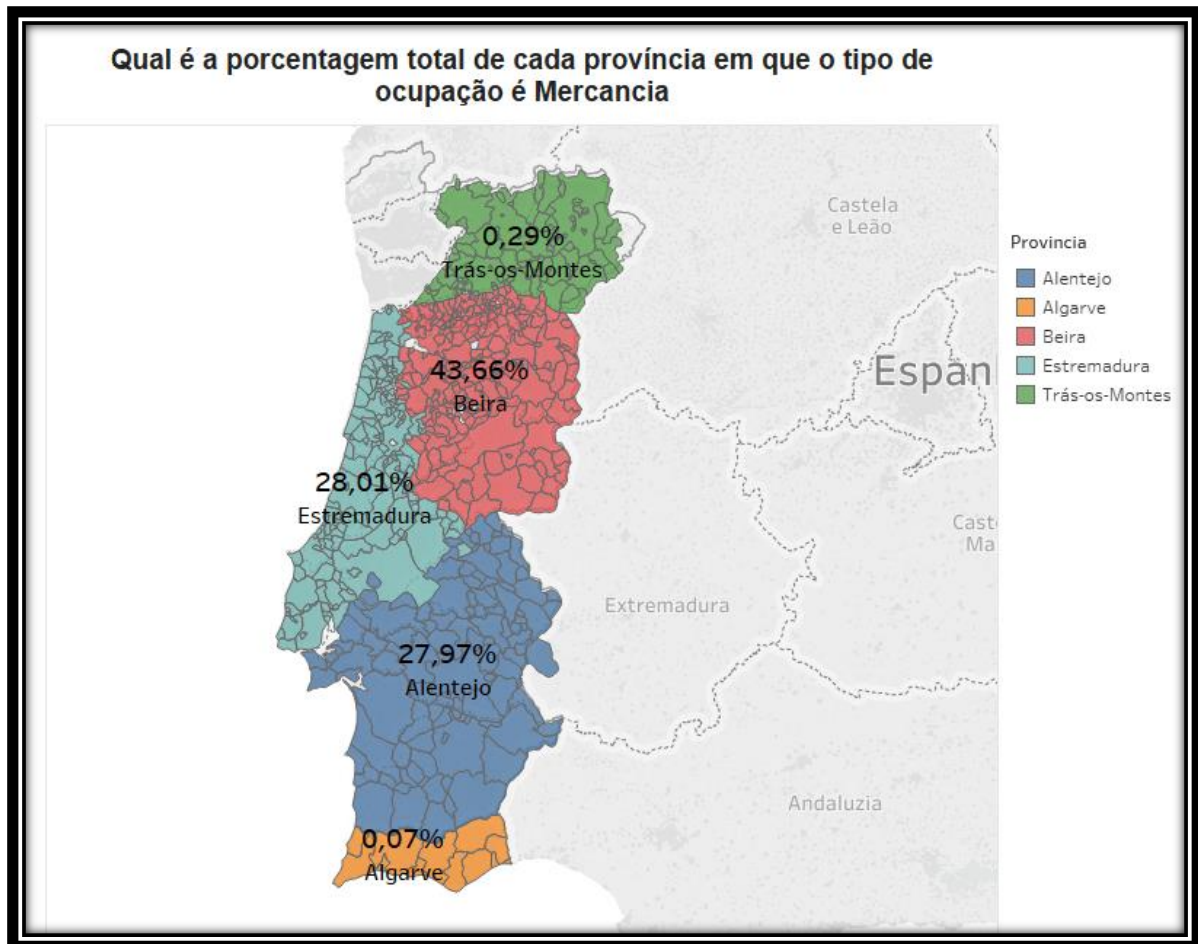 Qual é a porcentagem total de cada província em que o tipo de
ocupação é Mercancia
Castela
e Leão
0,29%
Trás-os-Montes
Provincia
Alentejo
Algarve
Beira
Estremadura
Trás-os-Montes
43,66%
Beira
Espan
28,01%
Estremadura
Caste
Ma
Extremadura
27,97%
Alentejo
Andaluzia
0,07%
Algarve